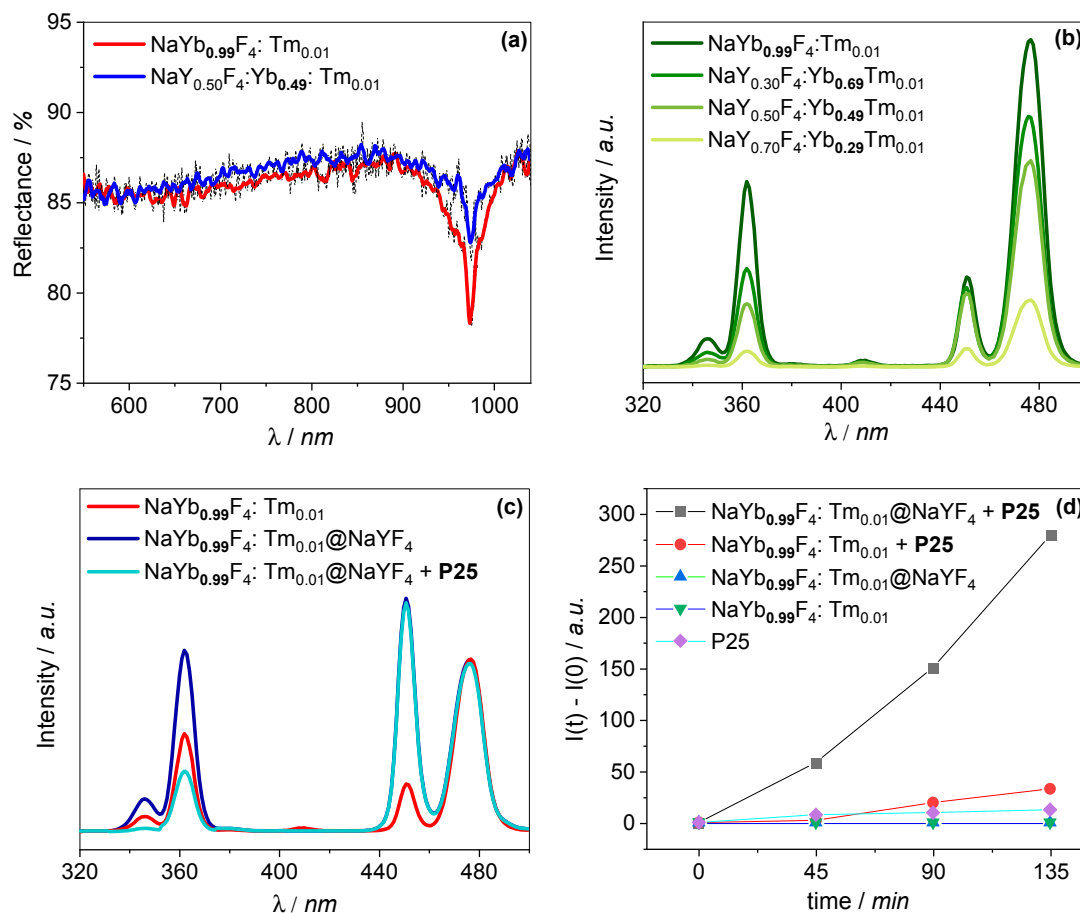 (a)
NaYb₀.₉₉F₄: Tm₀.₀₁
NaY₀.₅₀F₄:Yb₀.₄₉: Tm₀.₀₁
Reflectance / %
95
90
85
80
75
600 700 800 900 1000
λ / nm
(b)
NaYb₀.₉₉F₄:Tm₀.₀₁
NaY₀.₃₀F₄:Yb₀.₆₉Tm₀.₀₁
NaY₀.₅₀F₄:Yb₀.₄₉Tm₀.₀₁
NaY₀.₇₀F₄:Yb₀.₂₉Tm₀.₀₁
Intensity / a.u.
320 360 400 440 480
λ / nm
(c)
NaYb₀.₉₉F₄: Tm₀.₀₁
NaYb₀.₉₉F₄: Tm₀.₀₁@NaYF₄
NaYb₀.₉₉F₄: Tm₀.₀₁@NaYF₄ + P25
Intensity / a.u.
320 360 400 440 480
λ / nm
(d)
NaYb₀.₉₉F₄: Tm₀.₀₁@NaYF₄ + P25
NaYb₀.₉₉F₄: Tm₀.₀₁ + P25
NaYb₀.₉₉F₄: Tm₀.₀₁@NaYF₄
NaYb₀.₉₉F₄: Tm₀.₀₁
P25
I(t) - I(0) / a.u.
300
250
200
150
100
50
0
0 45 90 135
time / min